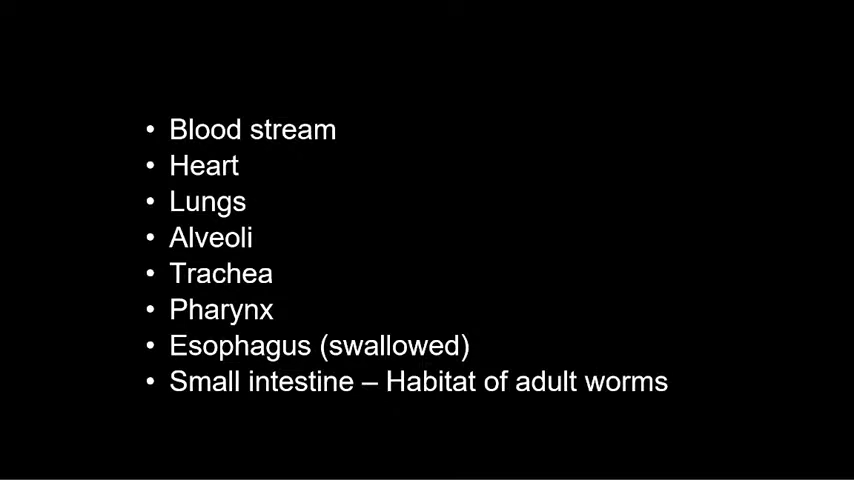 • Blood stream
• Heart
• Lungs
• Alveoli
• Trachea
• Pharynx
• Esophagus (swallowed)
• Small intestine – Habitat of adult worms